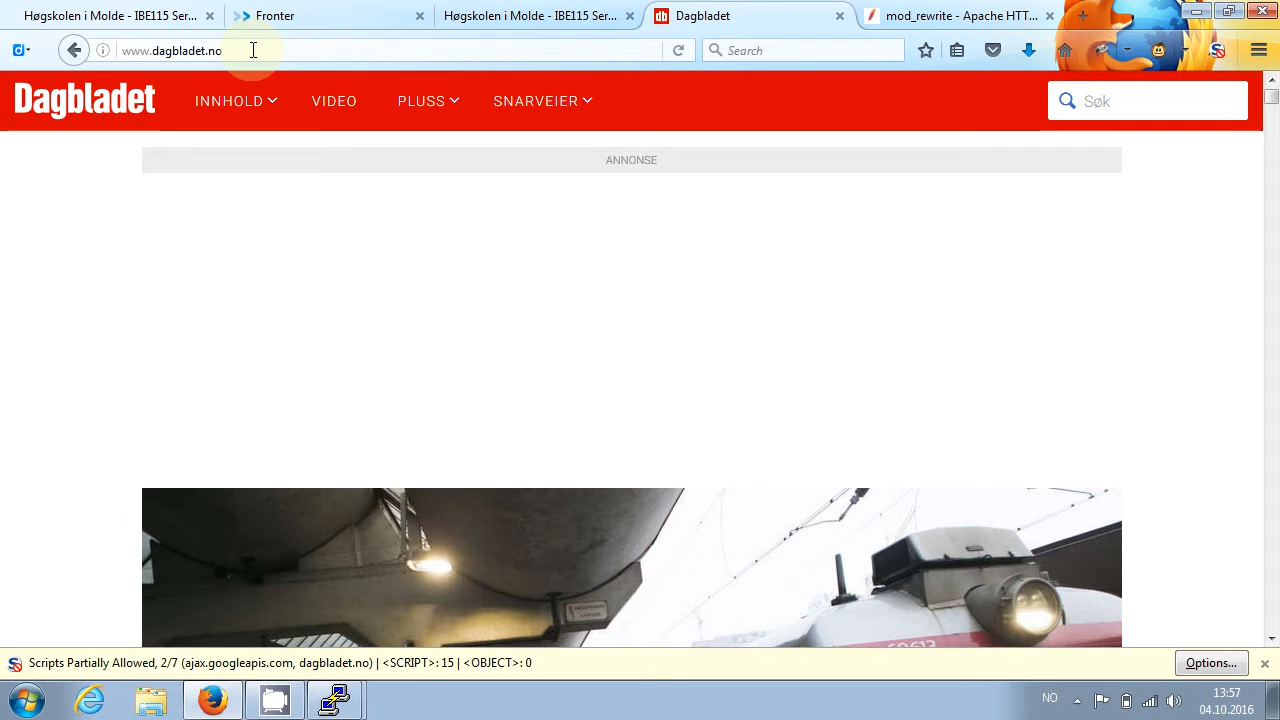 Høgskolen i Molde - IBE115 Ser...
Fronter
Høgskolen i Molde - IBE115 Ser...
Dagbladet
mod_rewrite - Apache HTT...
www.dagbladet.no
Search
Dagbladet
INNHOLD
VIDEO
PLUSS
SNARVEIER
Søk
ANNONSE
Scripts Partially Allowed, 2/7 (ajax.googleapis.com, dagbladet.no) | <SCRIPT>: 15 | <OBJECT>: 0
Options...
NO
13:57
04.10.2016